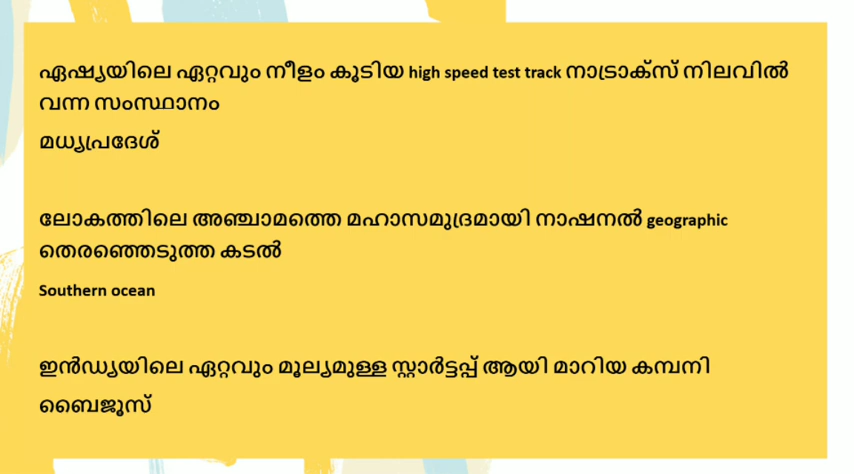 ഏഷ്യയിലെ ഏറ്റവും നീളം കൂടിയ high speed test track നാട്രാക്സ് നിലവിൽ
വന്ന സംസ്ഥാനം
മധ്യപ്രദേശ്
ലോകത്തിലെ അഞ്ചാമത്തെ മഹാസമുദ്രമായി നാഷനൽ geographic
തെരഞ്ഞെടുത്ത കടൽ
Southern ocean
ഇൻഡ്യയിലെ ഏറ്റവും മൂല്യമുള്ള സ്റ്റാർട്ടപ്പ് ആയി മാറിയ കമ്പനി
ബൈജൂസ്